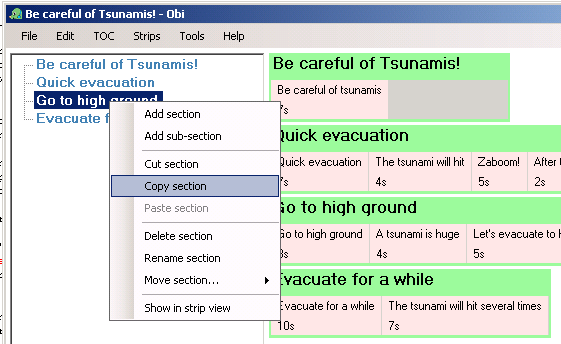 Be careful of Tsunamis! - Obi
File Edit TOC Strips Tools Help
Be careful of Tsunamis!
Quick evacuation
Go to high ground
Evacuate f
Add section
Add sub-section
Cut section
Copy section
Paste section
Delete section
Rename section
Move section...
Show in strip view
Be careful of Tsunamis!
Be careful of tsunamis
7s
Quick evacuation
Quick evacuation The tsunami will hit Zaboom! After
7s 4s 5s 2s
Go to high ground
Go to high ground A tsunami is huge Let's evacuate to
3s 4s 5s
Evacuate for a while
Evacuate for a while The tsunami will hit several times
10s 7s